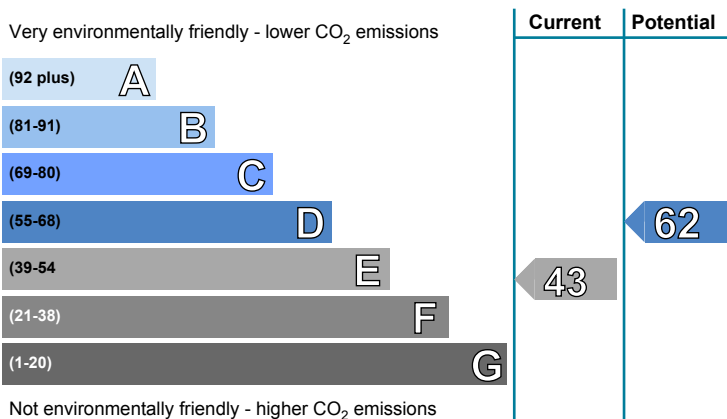 Very environmentally friendly - lower CO₂ emissions
Current
Potential
(92 plus) A
(81-91) B
(69-80) C
(55-68) D
62
(39-54 E
43
(21-38) F
(1-20) G
Not environmentally friendly - higher CO₂ emissions